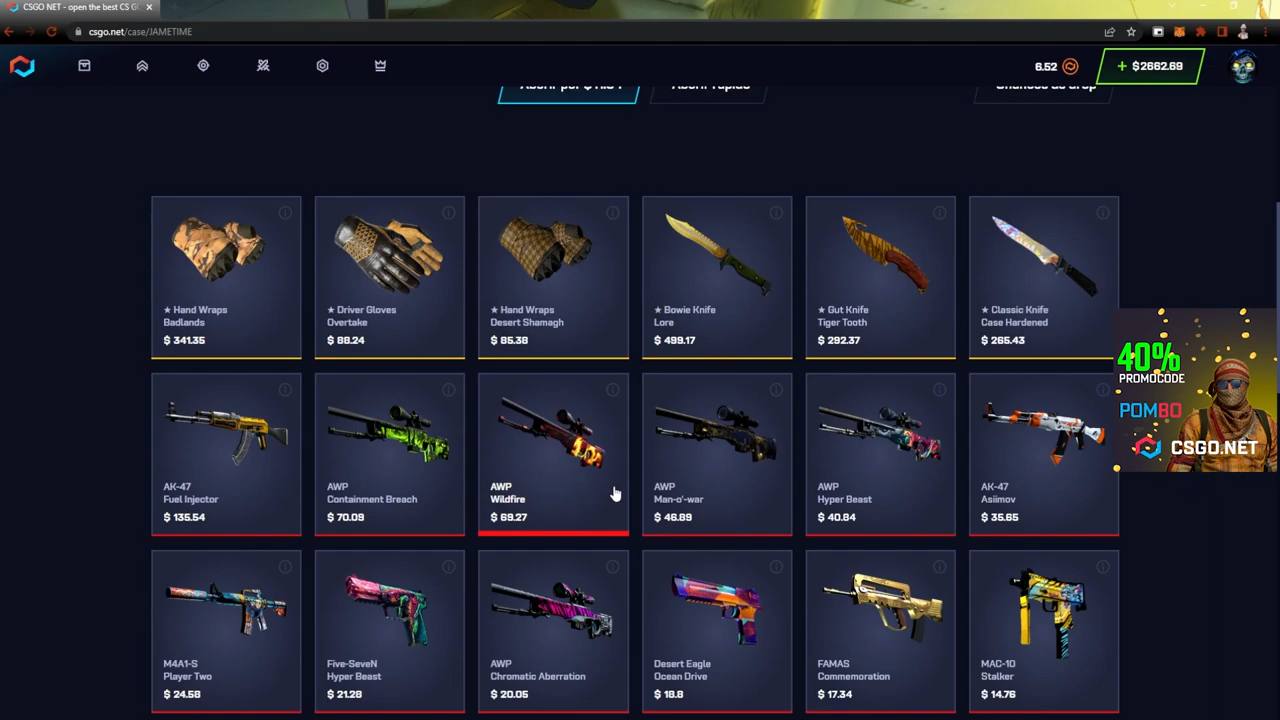 CSGO NET - open the best CS G
csgo.net/case/JAMETIME
6.52
+ $2662.69
★ Hand Wraps
Badlands
$ 341.35
★ Driver Gloves
Overtake
$ 88.24
★ Hand Wraps
Desert Shamagh
$ 85.38
★ Bowie Knife
Lore
$ 499.17
★ Gut Knife
Tiger Tooth
$ 292.37
★ Classic Knife
Case Hardened
$ 265.43
40%
PROMOCODE
POMBO
CSGO.NET
AK-47
Fuel Injector
$ 135.54
AWP
Containment Breach
$ 70.09
AWP
Wildfire
$ 69.27
AWP
Man-o'-war
$ 46.89
AWP
Hyper Beast
$ 40.84
AK-47
Asiimov
$ 35.65
M4A1-S
Player Two
$ 24.58
Five-SeveN
Hyper Beast
$ 21.28
AWP
Chromatic Aberration
$ 20.05
Desert Eagle
Ocean Drive
$ 18.8
FAMAS
Commemoration
$ 17.34
MAC-10
Stalker
$ 14.76